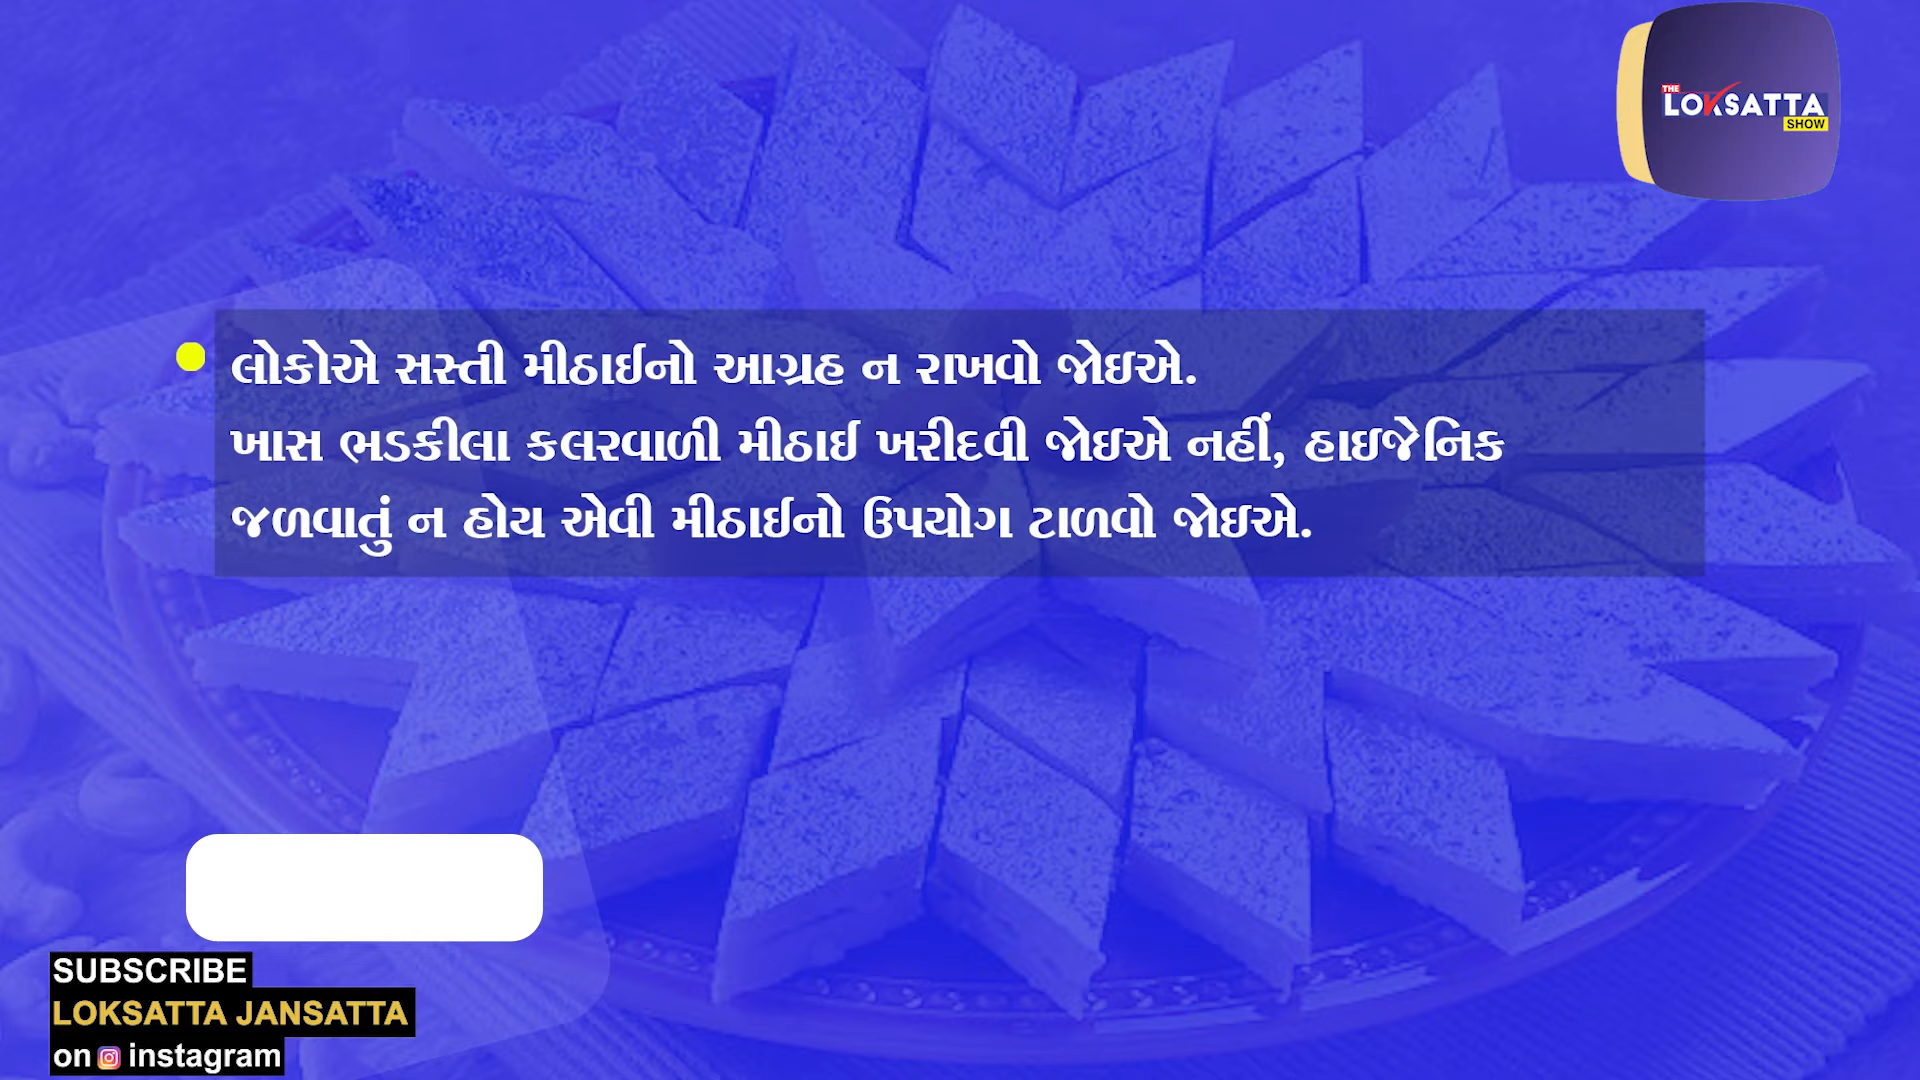 THE
LOKSATTA
SHOW
લોકોએ સસ્તી મીઠાઈનો આગ્રહ ન રાખવો જોઇએ.
ખાસ ભડકીલા કલરવાળી મીઠાઈ ખરીદવી જોઇએ નહીં, હાઇજેનિક
જળવાતું ન હોય એવી મીઠાઈનો ઉપયોગ ટાળવો જોઇએ.
SUBSCRIBE
LOKSATTA JANSATTA
on instagram